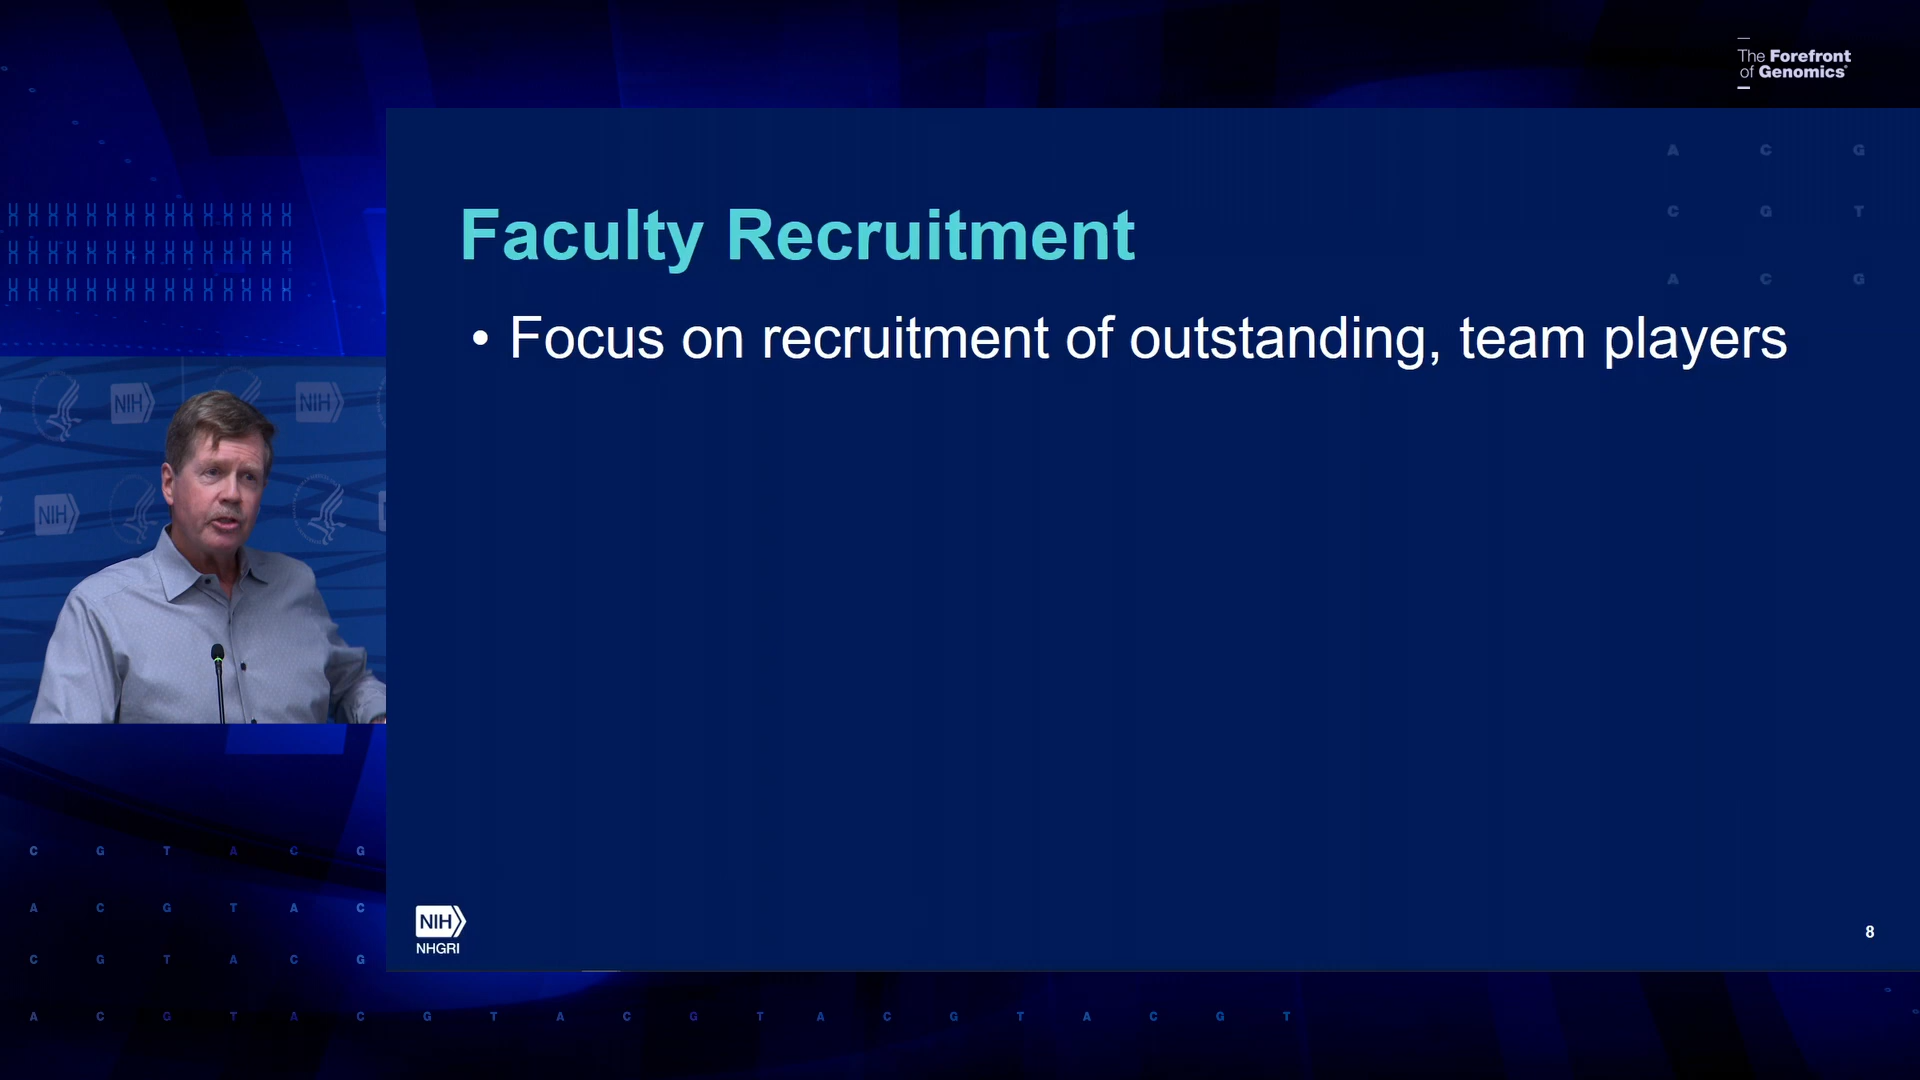 The Forefront
of Genomics®
A C G
C G T
A C G
Faculty Recruitment
• Focus on recruitment of outstanding, team players
NIH
NIH
NIH
C G T A C G
A C G T A C
C G T A C G
A C G T A C G T A C G T A C G T A C G T
NIH
NHGRI
8